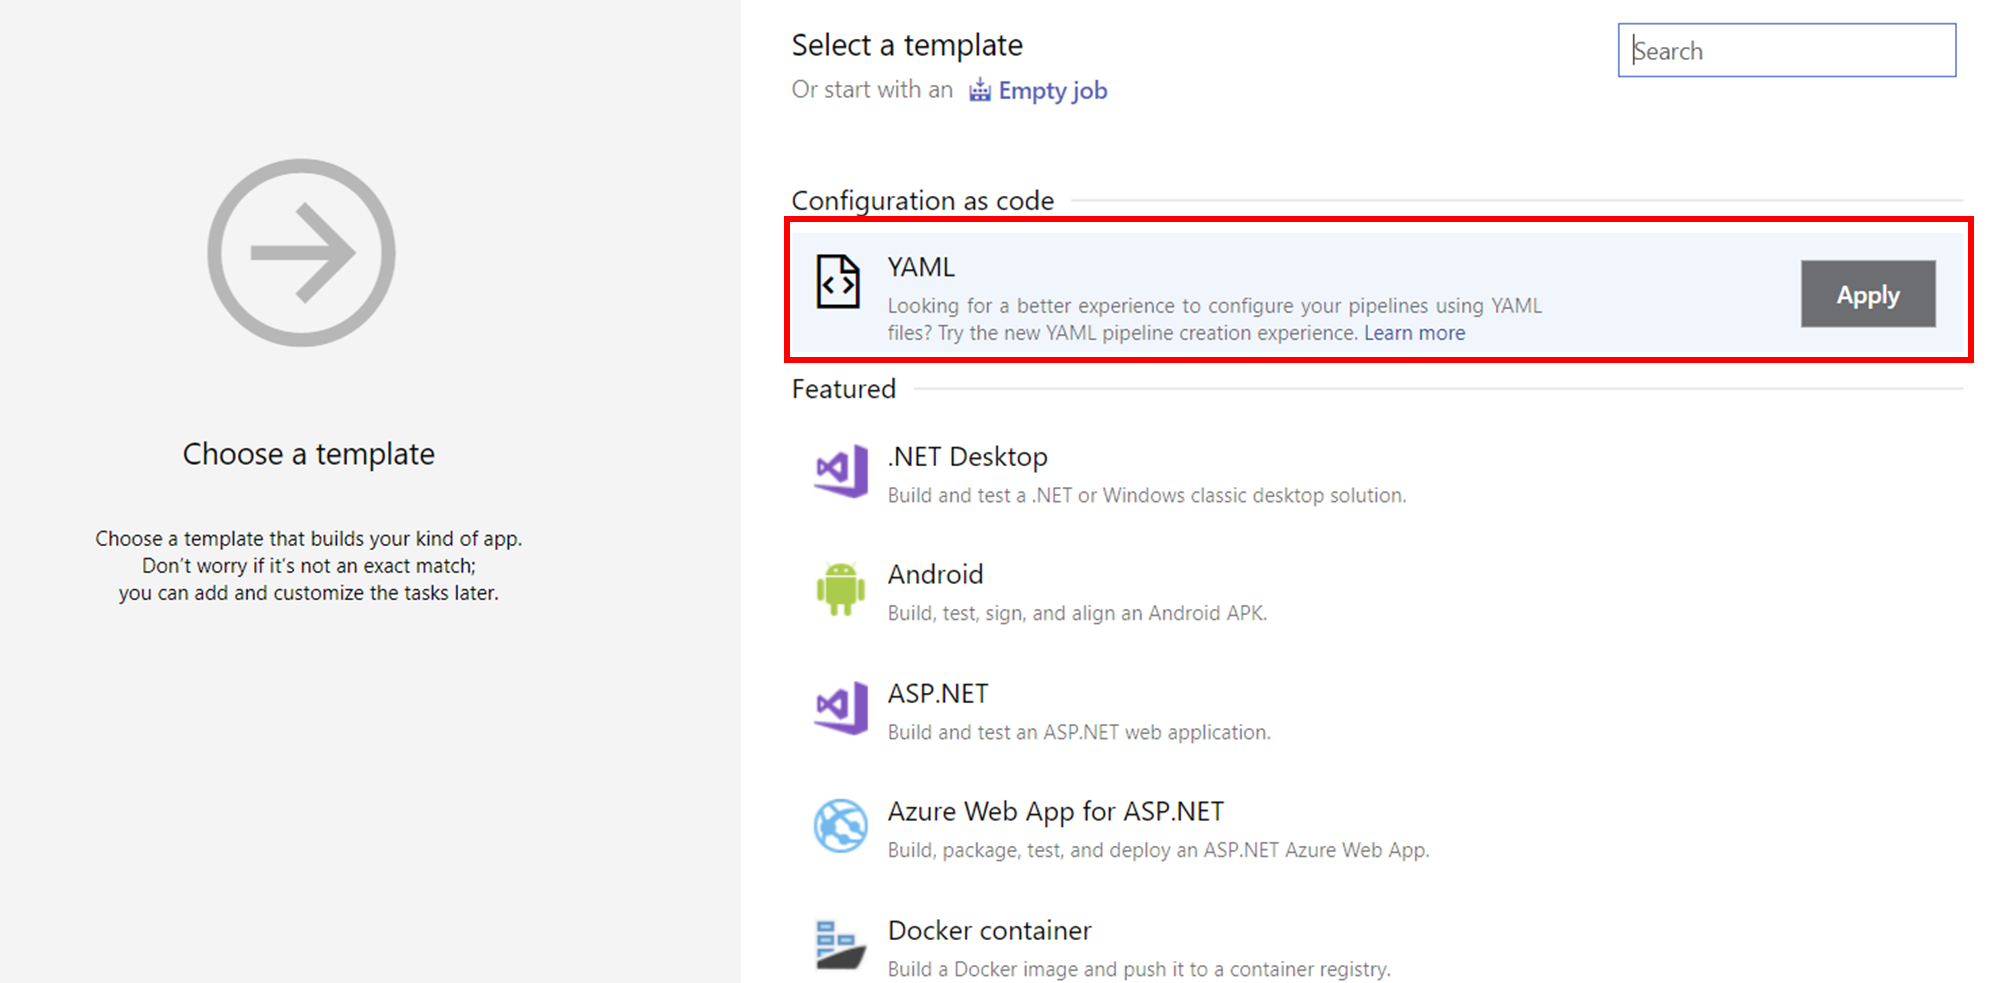 Choose a template
Choose a template that builds your kind of app.
Don't worry if it's not an exact match;
you can add and customize the tasks later.
Select a template
Or start with an Empty job
Search
Configuration as code
YAML
Looking for a better experience to configure your pipelines using YAML
files? Try the new YAML pipeline creation experience. Learn more
Apply
Featured
.NET Desktop
Build and test a .NET or Windows classic desktop solution.
Android
Build, test, sign, and align an Android APK.
ASP.NET
Build and test an ASP.NET web application.
Azure Web App for ASP.NET
Build, package, test, and deploy an ASP.NET Azure Web App.
Docker container
Build a Docker image and push it to a container registry.